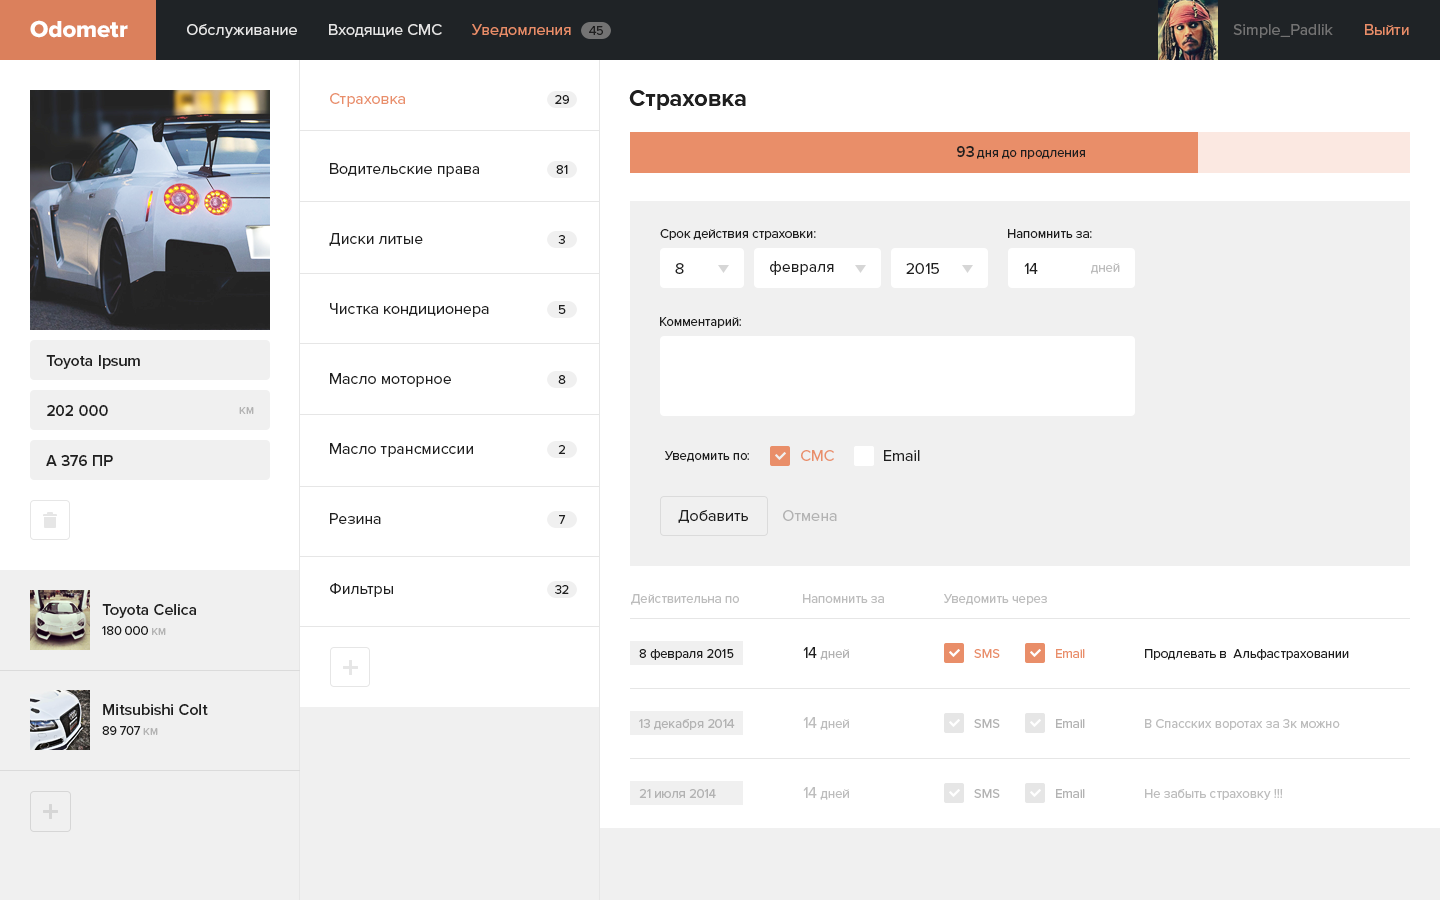 Odometr
Обслуживание
Входящие СМС
Уведомления 45
Simple_Padlik
Выйти
Toyota Ipsum
202 000 км
А 376 ПР
Toyota Celica
180 000 км
Mitsubishi Colt
89 707 км
Страховка 29
Водительские права 81
Диски литые 3
Чистка кондиционера 5
Масло моторное 8
Масло трансмиссии 2
Резина 7
Фильтры 32
Страховка
93 дня до продления
Срок действия страховки: Напомнить за:
8 февраля 2015 14 дней
Комментарий:
Уведомить по: СМС Email
Добавить Отмена
Действительна по Напомнить за Уведомить через
8 февраля 2015 14 дней SMS Email Продлевать в Альфастраховании
13 декабря 2014 14 дней SMS Email В Спасских воротах за 3к можно
21 июля 2014 14 дней SMS Email Не забыть страховку !!!